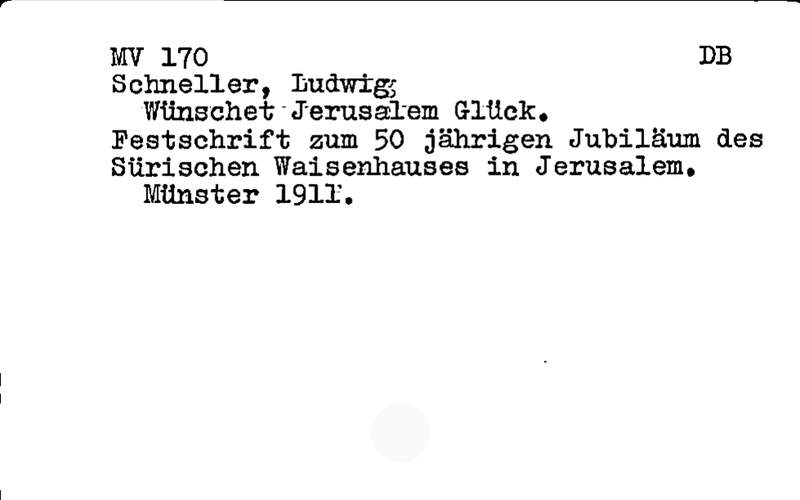 MV 170 DB
Schneller, Ludwig;
Wünschet Jerusalem Glück.
Festschrift zum 50 jährigen Jubiläum des
Sürischen Waisenhauses in Jerusalem.
Münster 1911.